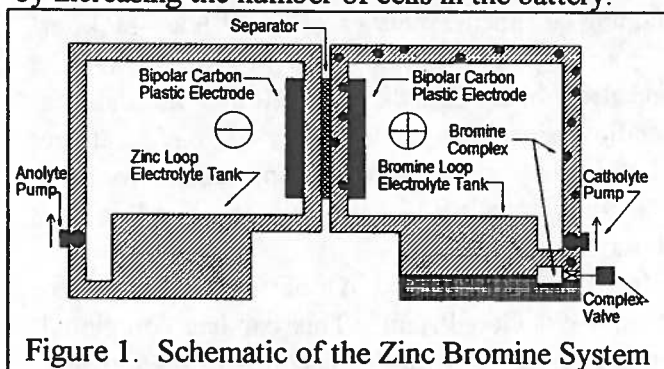 by increasing the number of cells in the battery.
Separator
Bipolar Carbon
Plastic Electrode
Bipolar Carbon
Plastic Electrode
Bromine
Complex
Zinc Loop
Electrolyte Tank
Bromine Loop
Electrolyte Tank
Anolyte
Pump
Catholyte
Pump
Complex
Valve
Figure 1. Schematic of the Zinc Bromine System